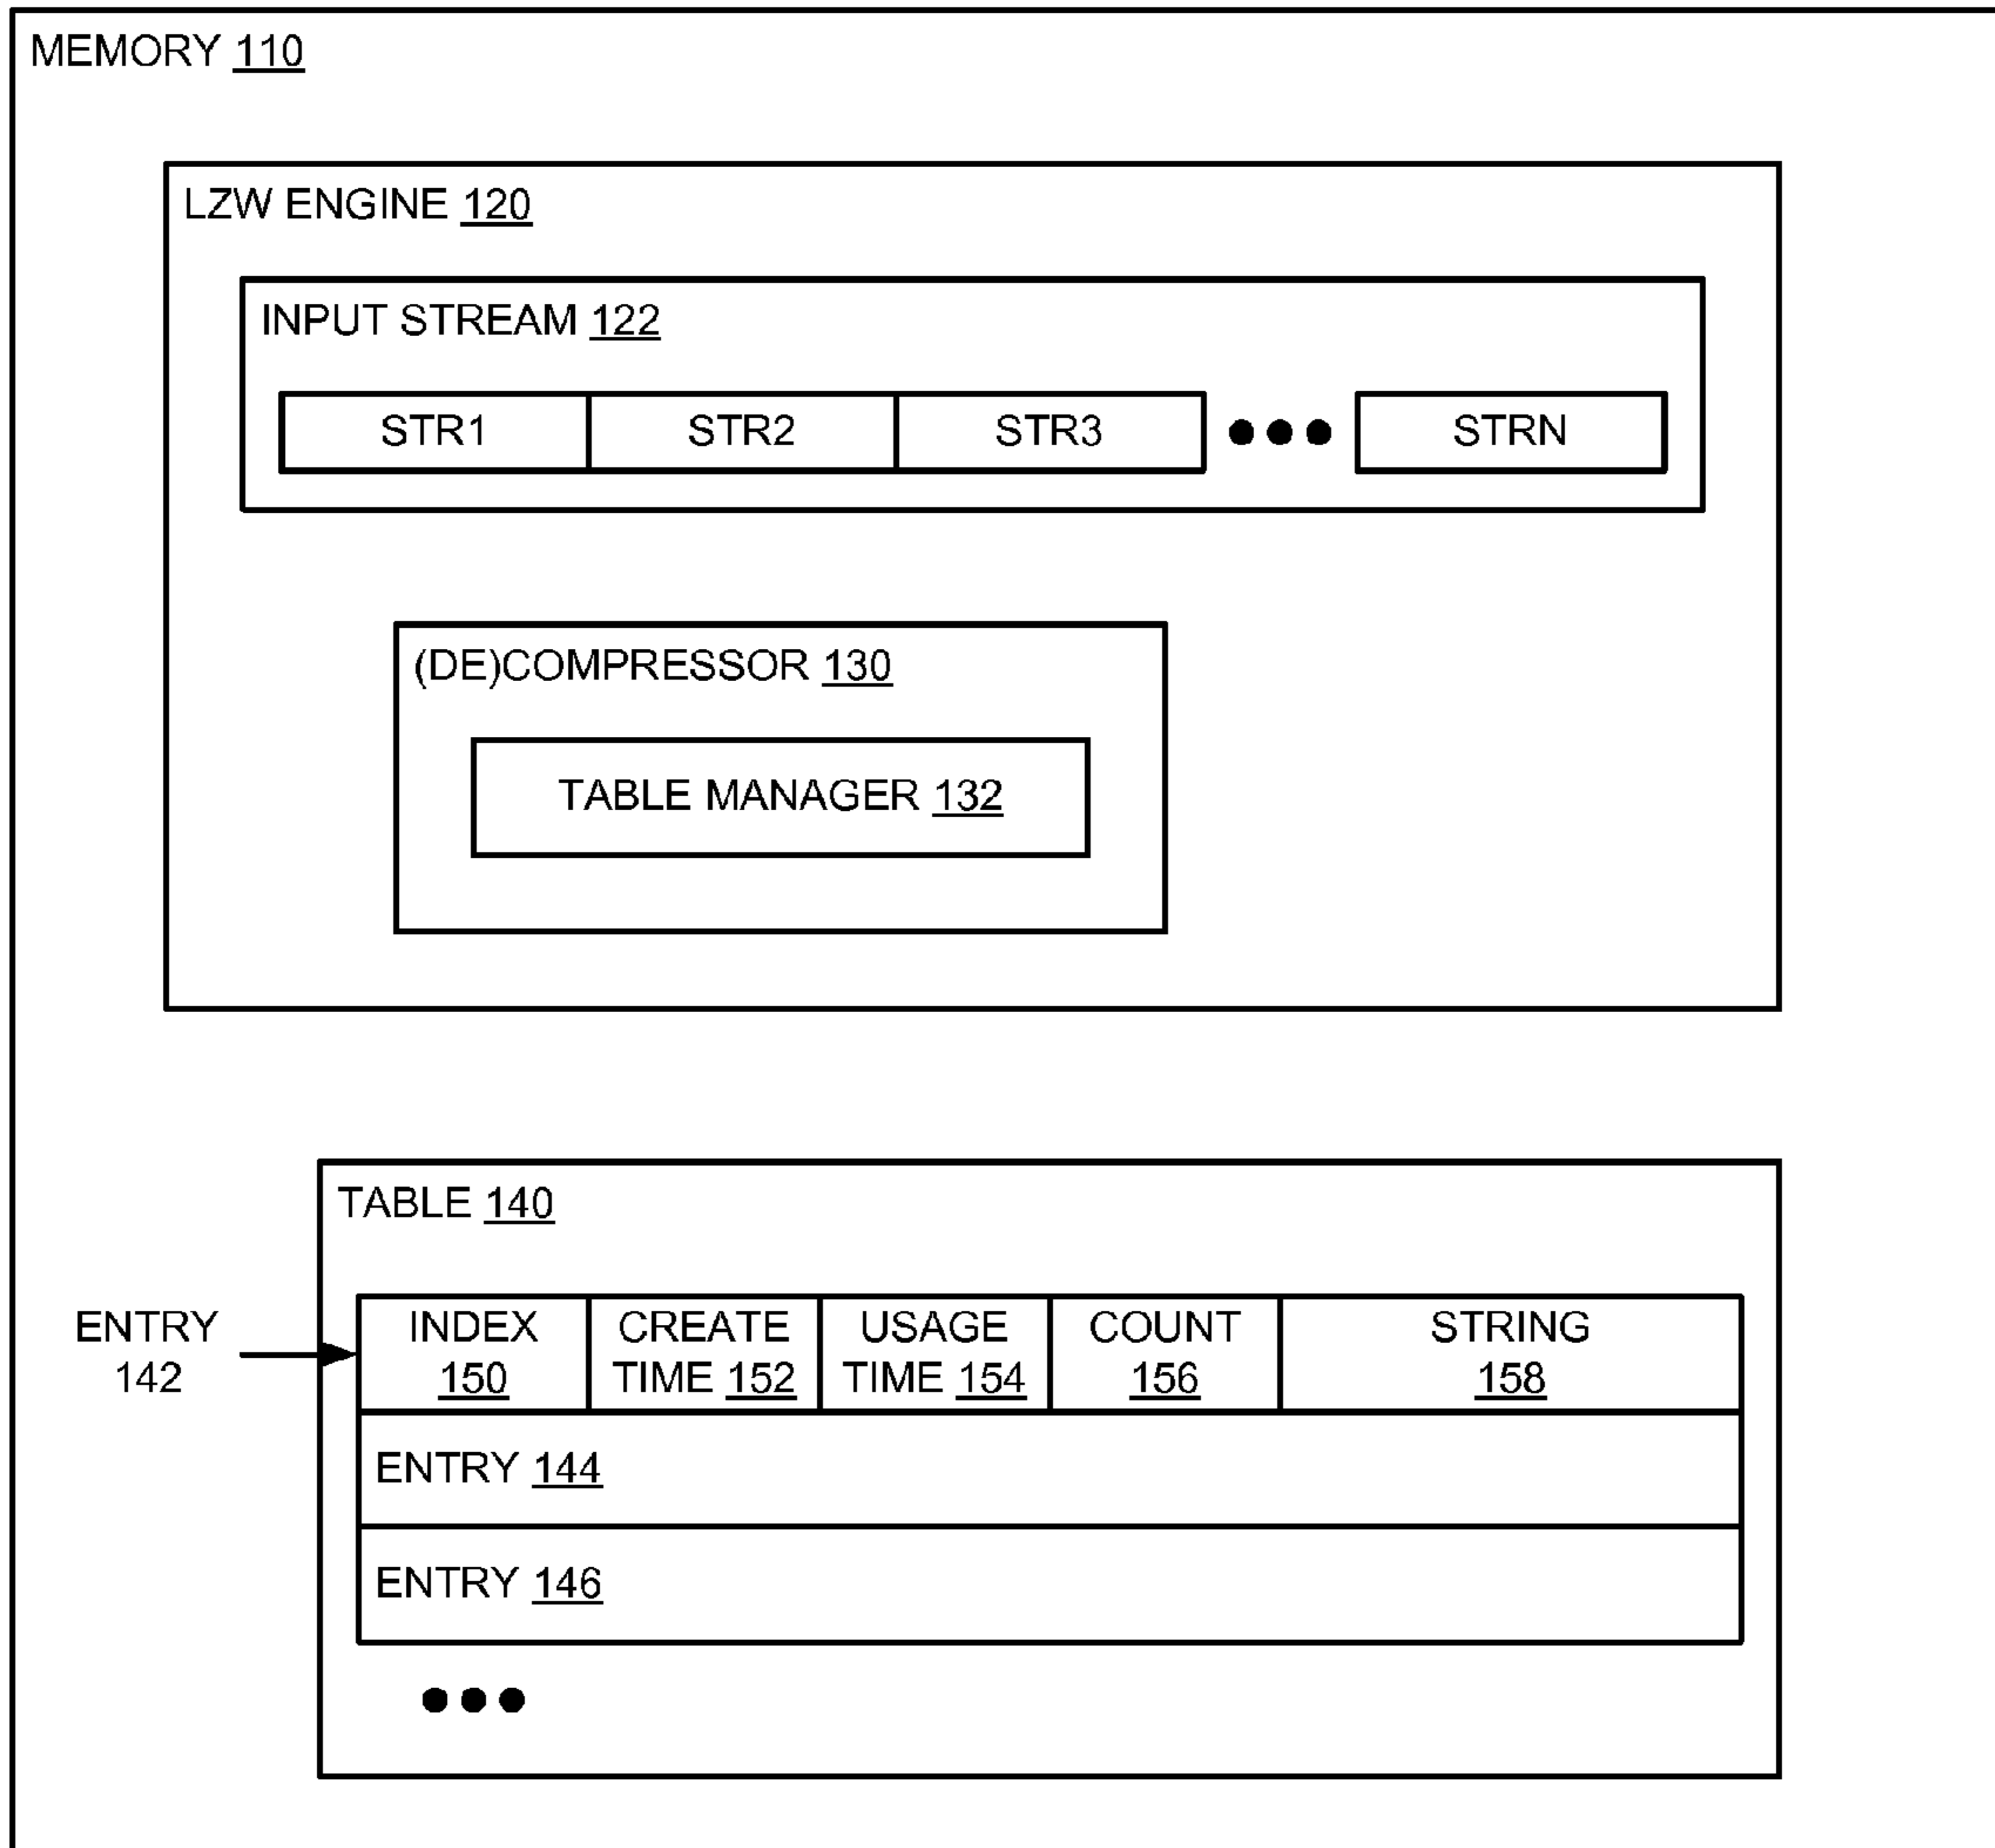 MEMORY 110
LZW ENGINE 120
INPUT STREAM 122
STR1 STR2 STR3 ●●● STRN
(DE)COMPRESSOR 130
TABLE MANAGER 132
TABLE 140
ENTRY
142
INDEX
150
CREATE
TIME 152
USAGE
TIME 154
COUNT
156
STRING
158
ENTRY 144
ENTRY 146
●●●